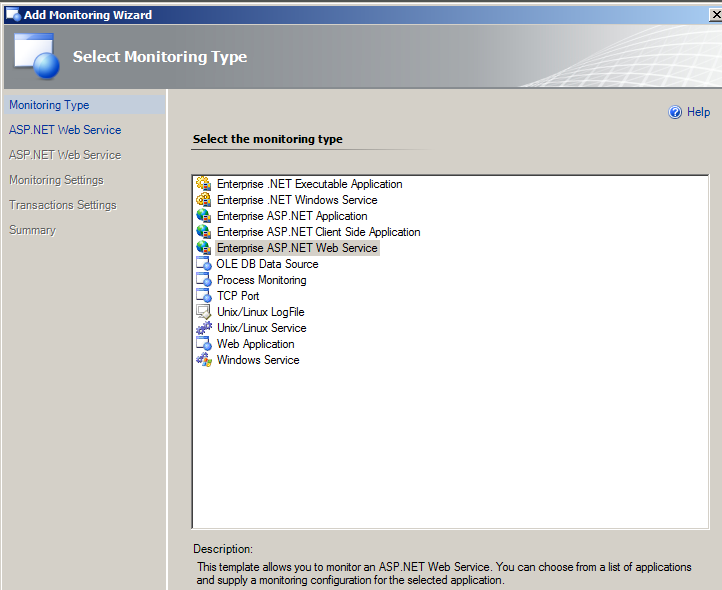 Add Monitoring Wizard
Select Monitoring Type
Monitoring Type
ASP.NET Web Service
ASP.NET Web Service
Monitoring Settings
Transactions Settings
Summary
Help
Select the monitoring type
Enterprise .NET Executable Application
Enterprise .NET Windows Service
Enterprise ASP.NET Application
Enterprise ASP.NET Client Side Application
Enterprise ASP.NET Web Service
OLE DB Data Source
Process Monitoring
TCP Port
Unix/Linux LogFile
Unix/Linux Service
Web Application
Windows Service
Description:
This template allows you to monitor an ASP.NET Web Service. You can choose from a list of applications
and supply a monitoring configuration for the selected application.